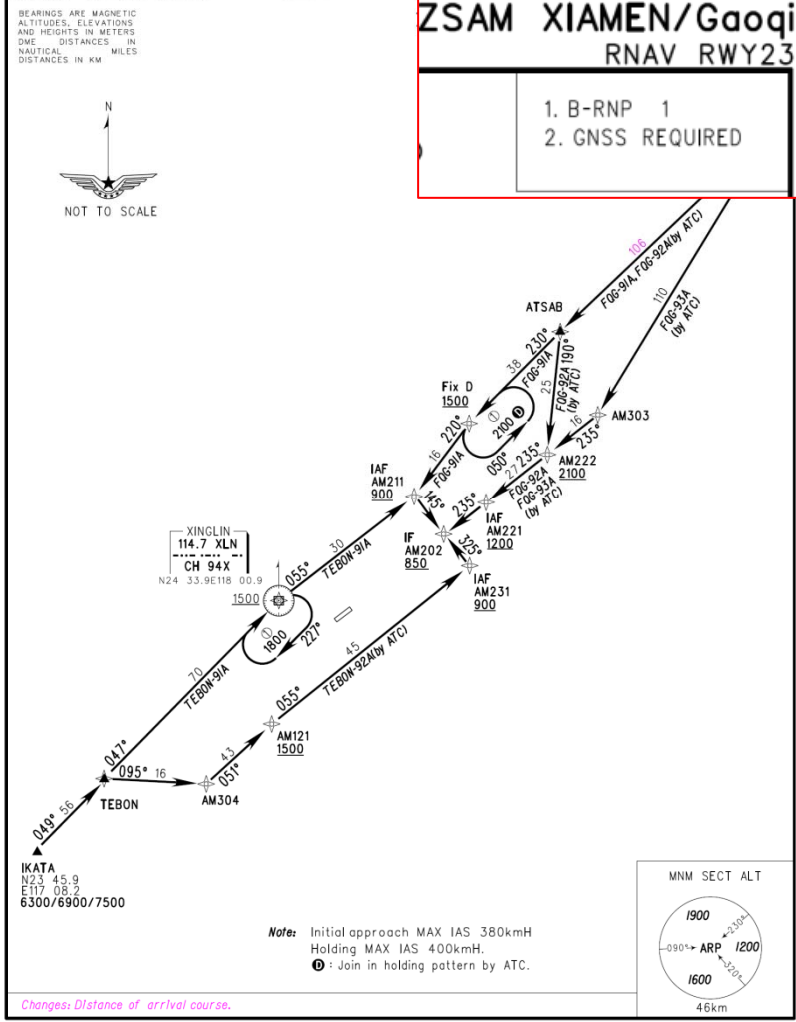 BEARINGS ARE MAGNETIC
ALTITUDES, ELEVATIONS
AND HEIGHTS IN METERS
DME DISTANCES IN
NAUTICAL MILES
DISTANCES IN KM
ZSAM XIAMEN/Gaoqi
RNAV RWY23
1. B-RNP 1
2. GNSS REQUIRED
N
NOT TO SCALE
106
FQG-91A, FQG-92A(by ATC)
110
FQG-93A
(by ATC)
ATSAB
230°
38
FQG-91A
190°
25
FQG-92A
(by ATC)
Fix D
1500
2100 D
050°
AM303
16
235°
220°
16
FQG-91A
AM222
2100
235°
27
FQG-92A
FQG-93A
(by ATC)
IAF
AM211
900
145°
235°
IAF
AM221
1200
IF
AM202
850
325°
IAF
AM231
900
XINGLIN
114.7 XLN
CH 94X
N24 33.9E118 00.9
1500
055°
30
TEBON-91A
1800
227°
45
TEBON-92A(by ATC)
70
TEBON-91A
055°
AM121
1500
43
051°
047°
095° 16
TEBON
AM304
049° 56
IKATA
N23 45.9
E117 08.2
6300/6900/7500
MNM SECT ALT
1900
230°
090° ARP 1200
320°
1600
46km
Note: Initial approach MAX IAS 380kmH
Holding MAX IAS 400kmH.
D : Join in holding pattern by ATC.
Changes: Distance of arrival course.